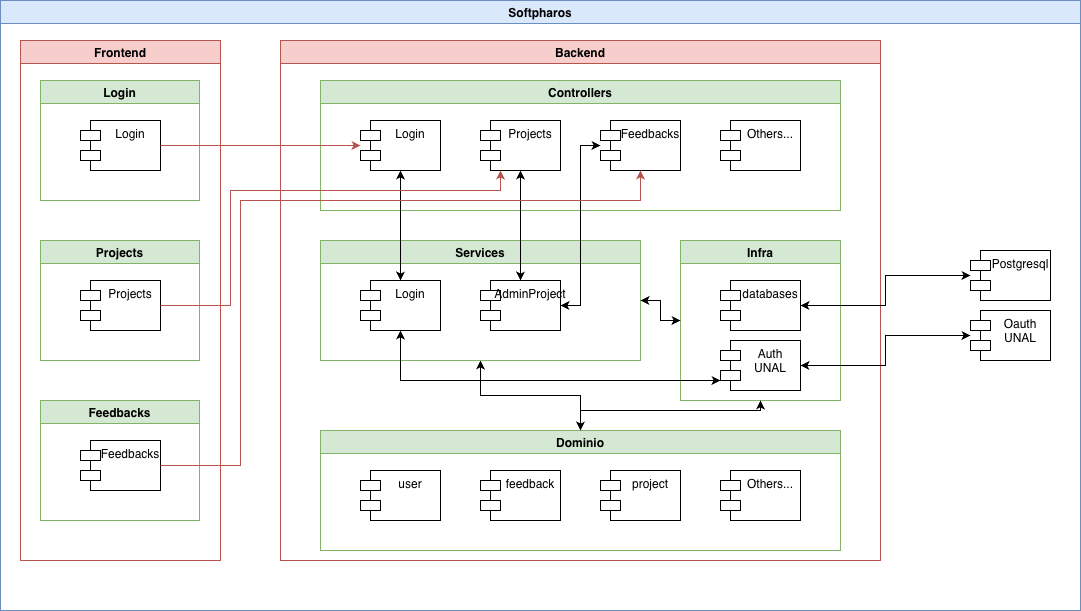 Softpharos
Frontend
Login
Login
Projects
Projects
Feedbacks
Feedbacks
Backend
Controllers
Login
Projects
Feedbacks
Others...
Services
Login
AdminProject
Infra
databases
Auth
UNAL
Dominio
user
feedback
project
Others...
Postgresql
Oauth
UNAL